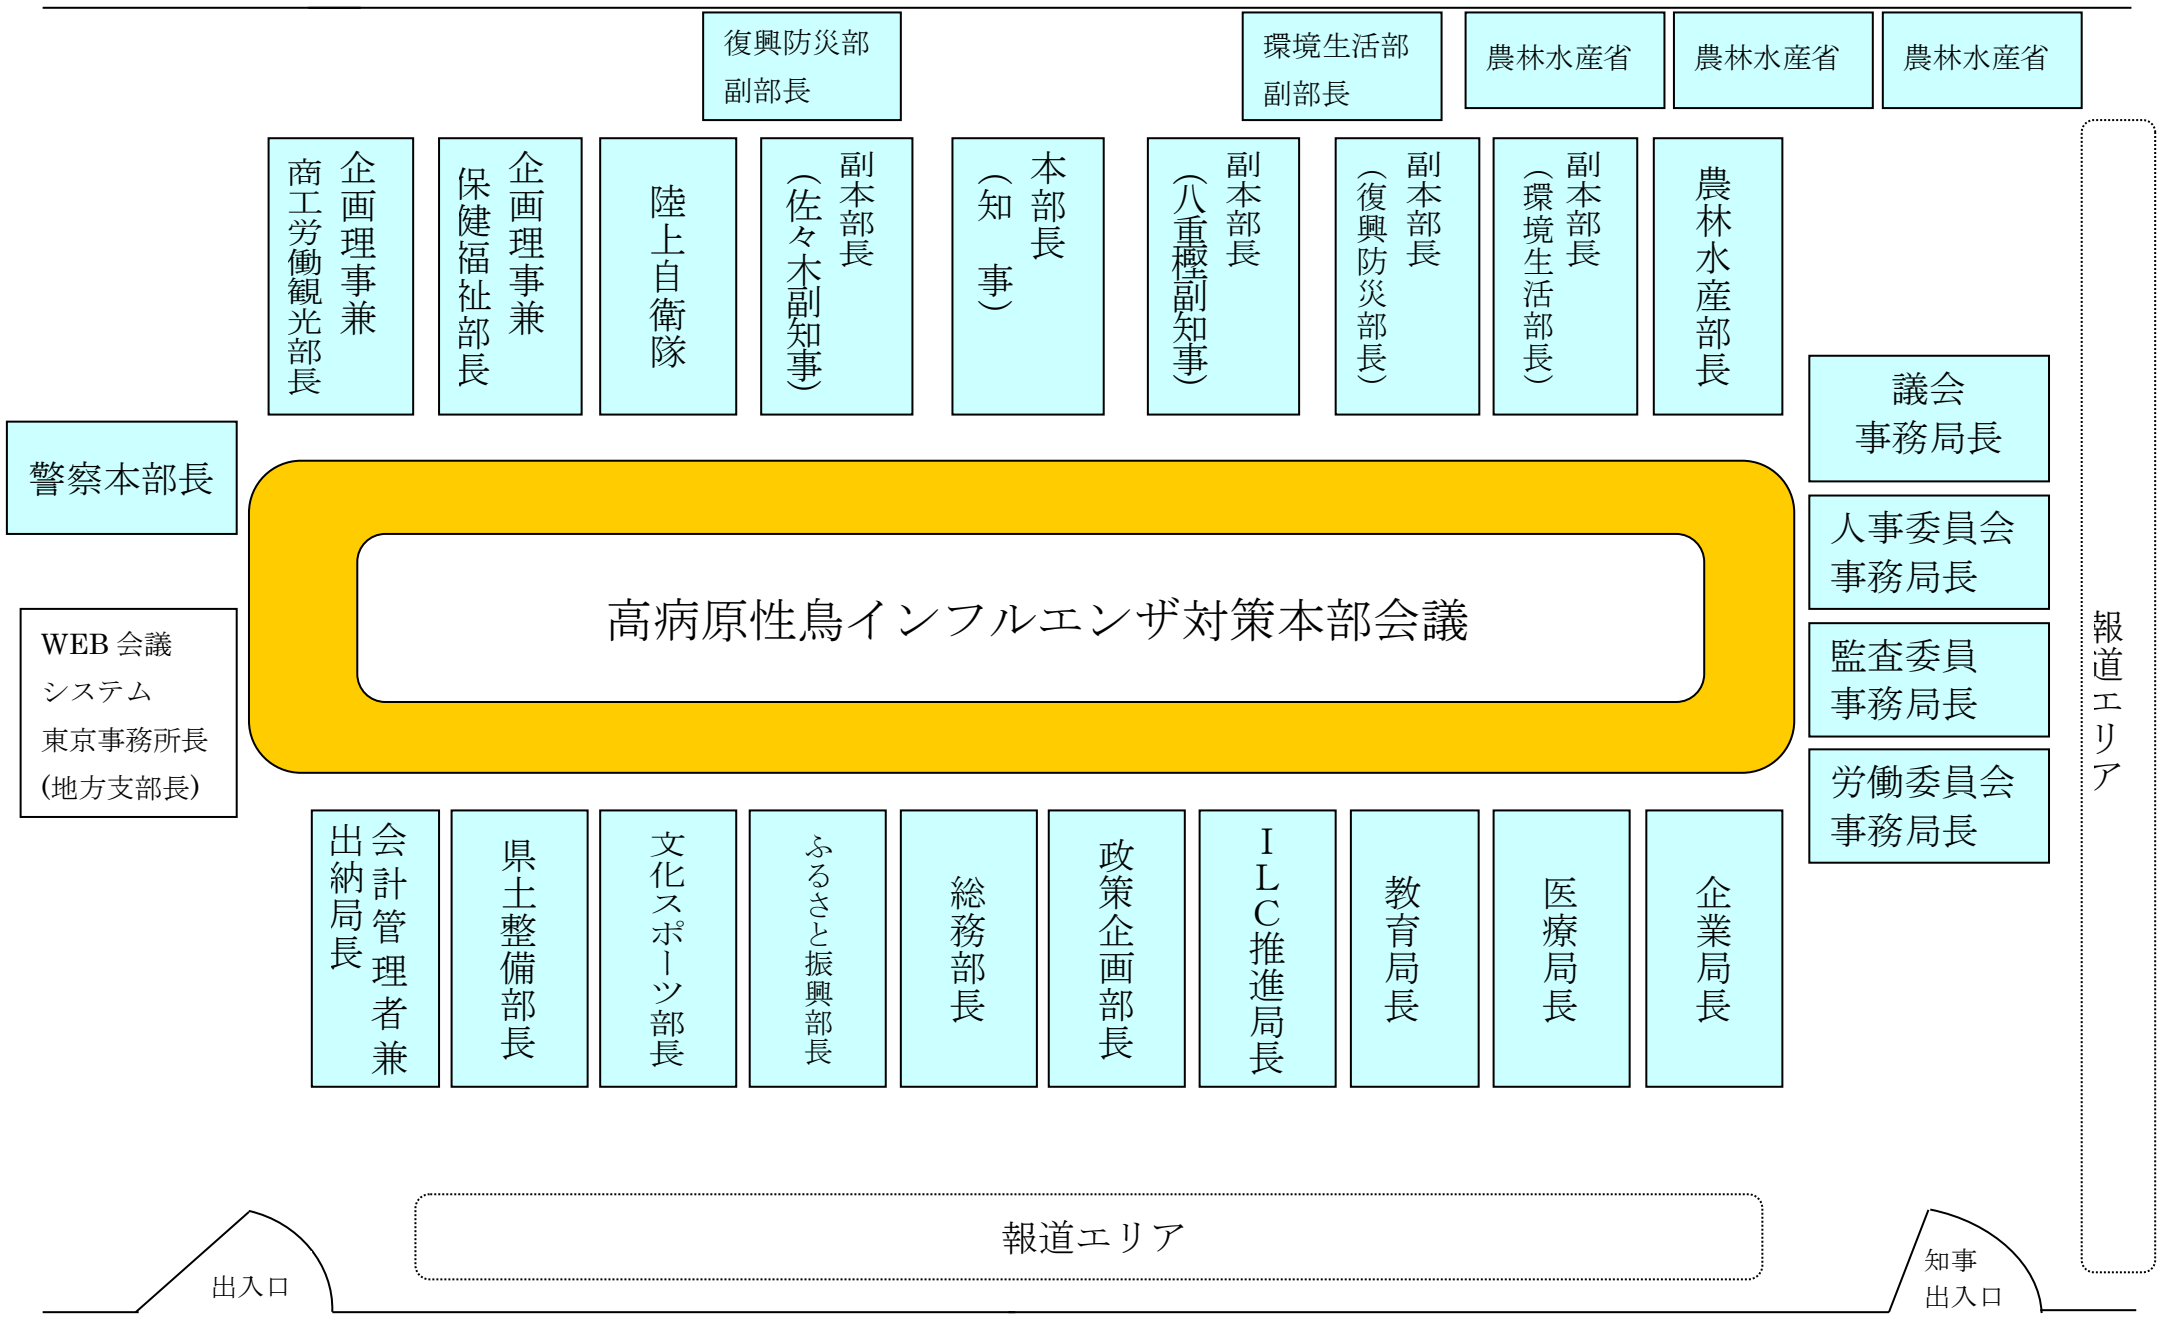 復興防災部
副部長
環境生活部
副部長
農林水産省
農林水産省
農林水産省
企画理事兼
商工労働観光部長
企画理事兼
保健福祉部長
陸上自衛隊
副本部長
（佐々木副知事）
本部長
（知　事）
副本部長
（八重樫副知事）
副本部長
（復興防災部長）
副本部長
（環境生活部長）
農林水産部長
議会
事務局長
人事委員会
事務局長
監査委員
事務局長
労働委員会
事務局長
報道エリア
警察本部長
高病原性鳥インフルエンザ対策本部会議
WEB 会議
システム
東京事務所長
(地方支部長)
会計管理者兼
出納局長
県土整備部長
文化スポーツ部長
ふるさと振興部長
総務部長
政策企画部長
ＩＬＣ推進局長
教育局長
医療局長
企業局長
報道エリア
出入口
知事
出入口